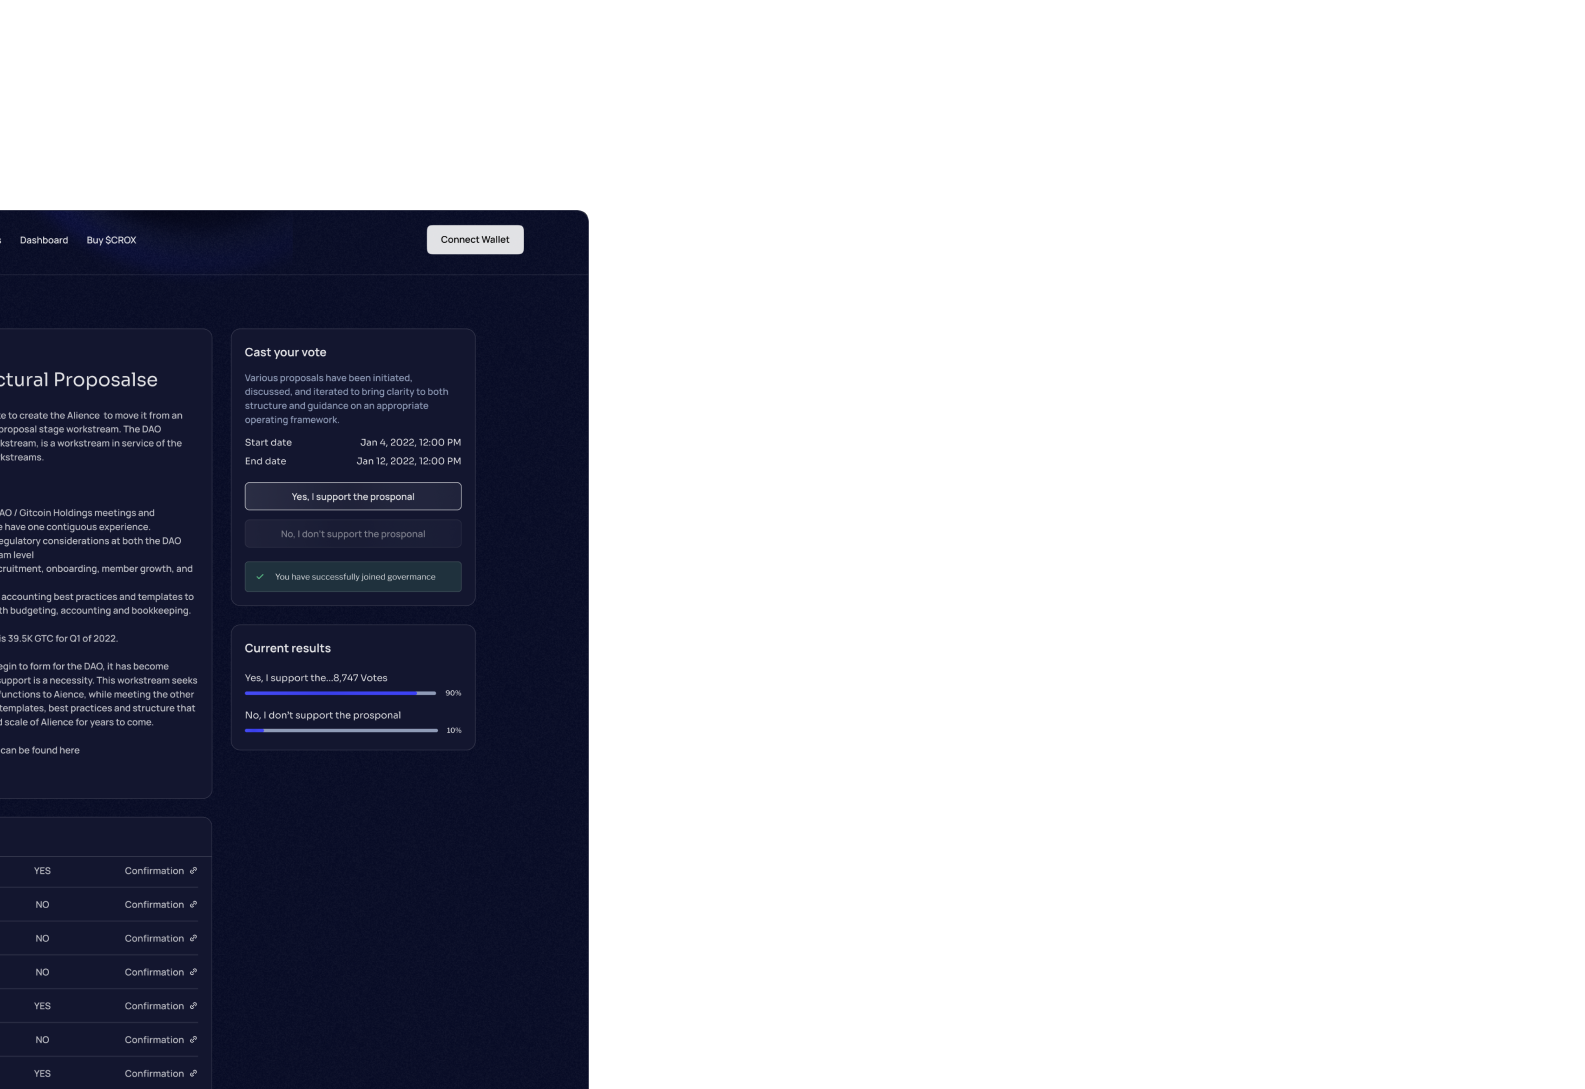 Dashboard
Buy $CROX
Connect Wallet
Proposalse
to create the Alience to move it from an
proposal stage workstream. The DAO
is a workstream in service of the
AO / Gitcoin Holdings meetings and
have one contiguous experience.
regulatory considerations at both the DAO
level
onboarding, member growth, and
accounting best practices and templates to
budgeting, accounting and bookkeeping.
is 39.5K GTC for Q1 of 2022.
to form for the DAO, it has become
support is a necessity. This workstream seeks
functions to Aience, while meeting the other
templates, best practices and structure that
scale of Alience for years to come.
can be found here
Cast your vote
Various proposals have been initiated,
discussed, and iterated to bring clarity to both
structure and guidance on an appropriate
operating framework.
Start date Jan 4, 2022, 12:00 PM
End date Jan 12, 2022, 12:00 PM
Yes, I support the prosponal
No, I don't support the prosponal
You have successfully joined govermance
Current results
Yes, I support the...8,747 Votes
90%
No, I don't support the prosponal
10%
YES Confirmation
NO Confirmation
NO Confirmation
NO Confirmation
YES Confirmation
NO Confirmation
YES Confirmation